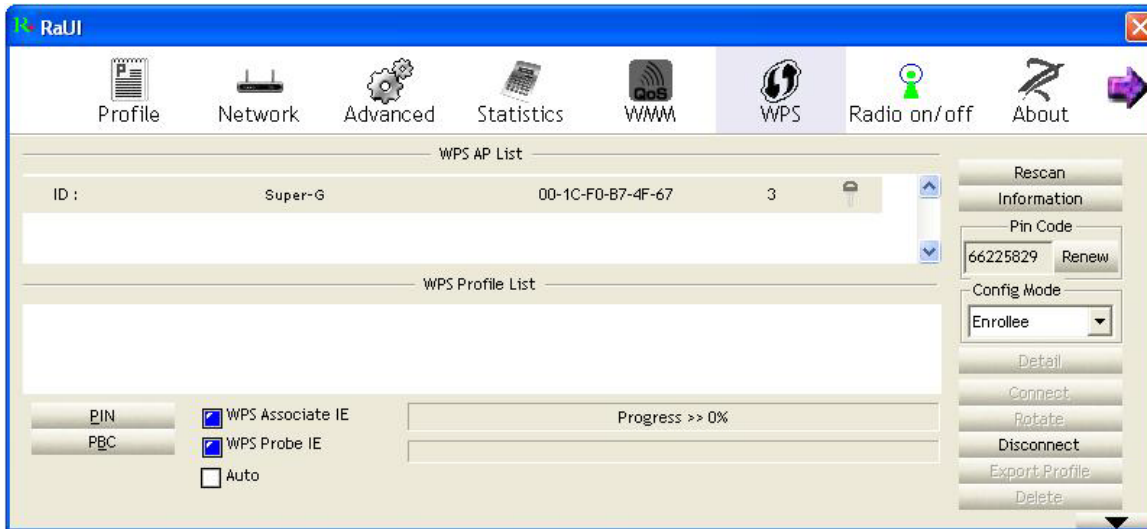 RaUI
Profile Network Advanced Statistics WMM WPS Radio on/off About
QoS
WPS AP List
ID : Super-G 00-1C-F0-B7-4F-67 3
WPS Profile List
Rescan
Information
Pin Code
66225829 Renew
Config Mode
Enrollee
Detail
Connect
Rotate
Disconnect
Export Profile
Delete
PIN
PBC
WPS Associate IE
WPS Probe IE
Auto
Progress >> 0%